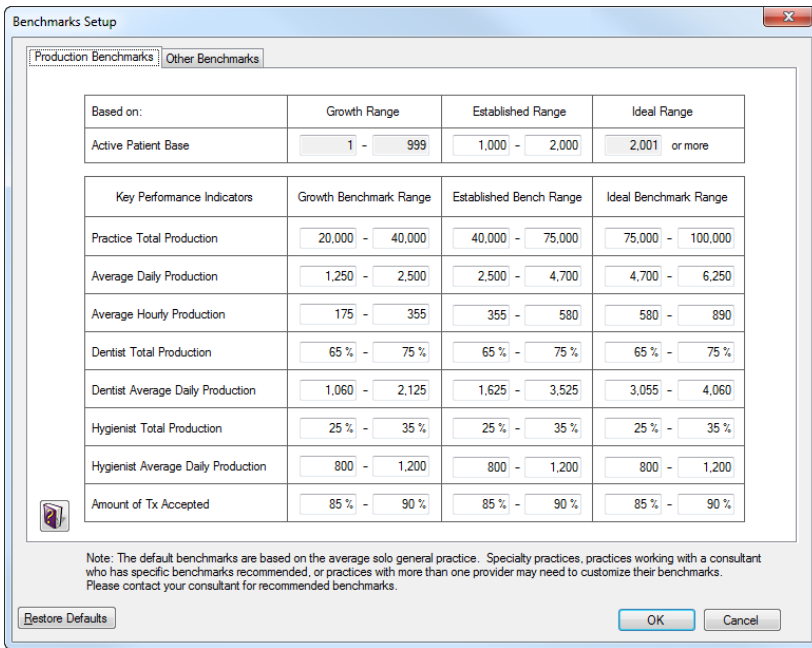 Benchmarks Setup
Production Benchmarks Other Benchmarks
Based on: Growth Range Established Range Ideal Range
Active Patient Base 1 - 999 1,000 - 2,000 2,001 or more
Key Performance Indicators Growth Benchmark Range Established Bench Range Ideal Benchmark Range
Practice Total Production 20,000 - 40,000 40,000 - 75,000 75,000 - 100,000
Average Daily Production 1,250 - 2,500 2,500 - 4,700 4,700 - 6,250
Average Hourly Production 175 - 355 355 - 580 580 - 890
Dentist Total Production 65 % - 75 % 65 % - 75 % 65 % - 75 %
Dentist Average Daily Production 1,060 - 2,125 1,625 - 3,525 3,055 - 4,060
Hygienist Total Production 25 % - 35 % 25 % - 35 % 25 % - 35 %
Hygienist Average Daily Production 800 - 1,200 800 - 1,200 800 - 1,200
Amount of Tx Accepted 85 % - 90 % 85 % - 90 % 85 % - 90 %
Note: The default benchmarks are based on the average solo general practice. Specialty practices, practices working with a consultant
who has specific benchmarks recommended, or practices with more than one provider may need to customize their benchmarks.
Please contact your consultant for recommended benchmarks.
Restore Defaults OK Cancel